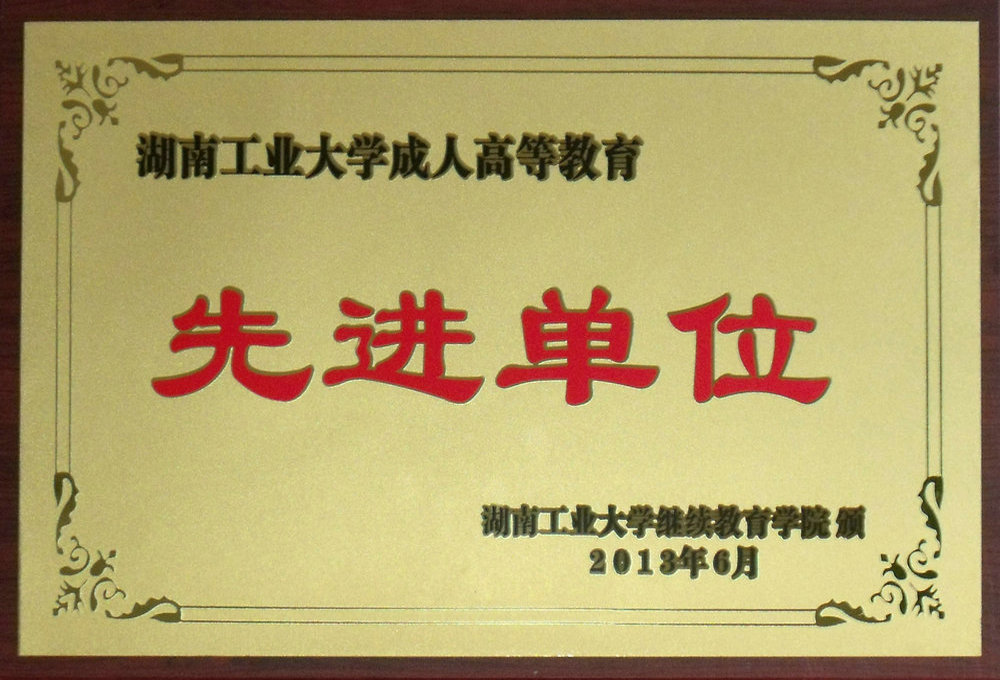 湖南工业大学成人高等教育
先进单位
湖南工业大学继续教育学院 颁
2013年6月